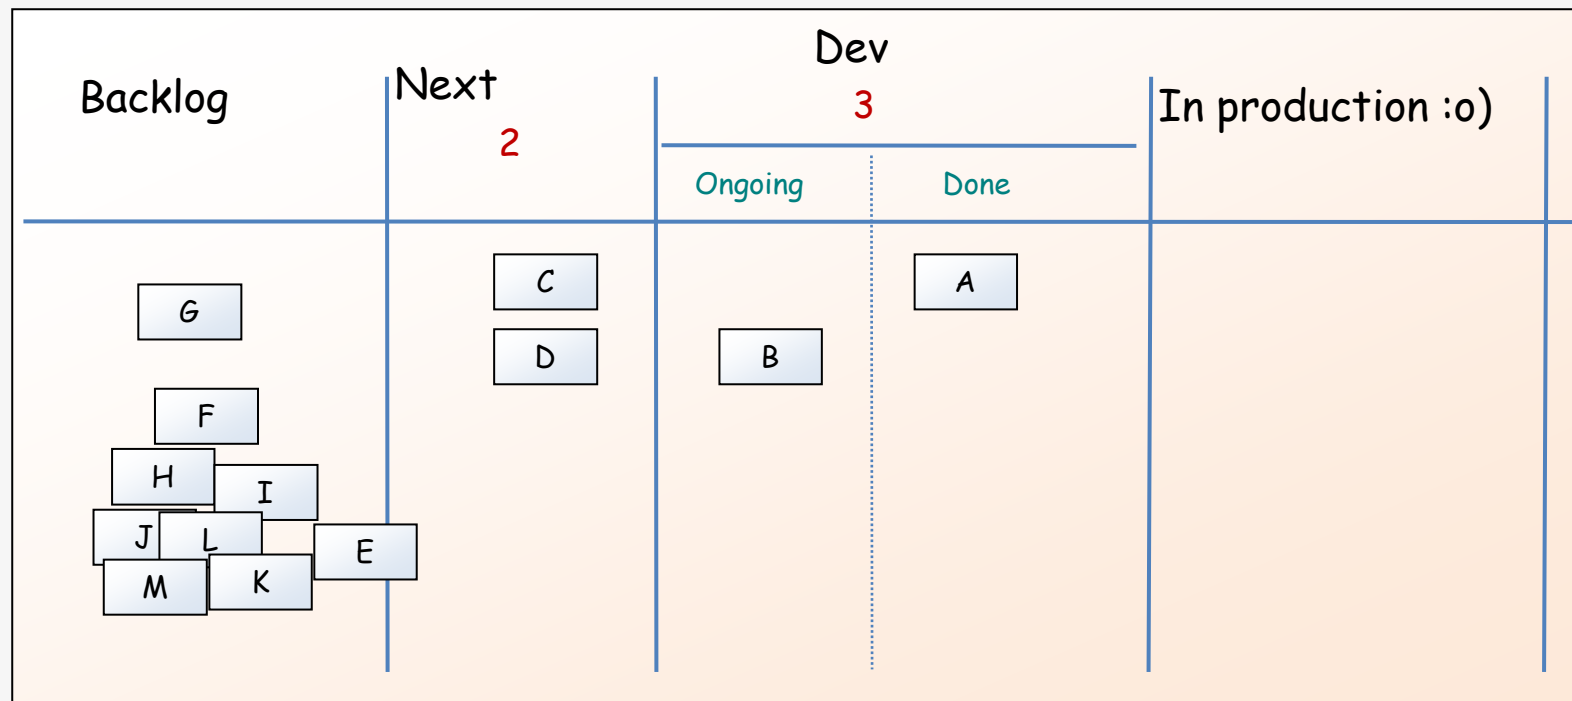 Backlog
Next
2
Dev
3
Ongoing
Done
In production :o)
G
C
A
D
B
F
H
I
J
L
E
M
K